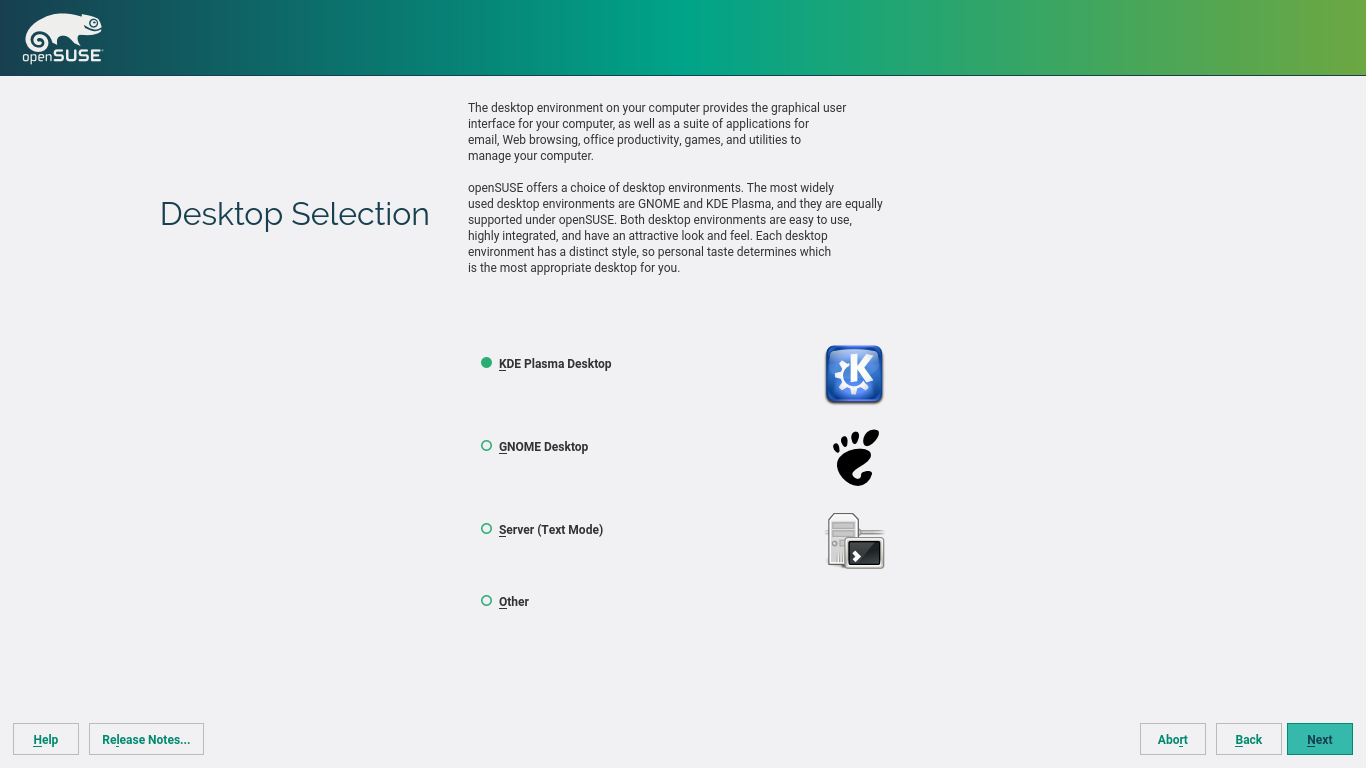 openSUSE
The desktop environment on your computer provides the graphical user
interface for your computer, as well as a suite of applications for
email, Web browsing, office productivity, games, and utilities to
manage your computer.
openSUSE offers a choice of desktop environments. The most widely
used desktop environments are GNOME and KDE Plasma, and they are equally
supported under openSUSE. Both desktop environments are easy to use,
highly integrated, and have an attractive look and feel. Each desktop
environment has a distinct style, so personal taste determines which
is the most appropriate desktop for you.
Desktop Selection
KDE Plasma Desktop
GNOME Desktop
Server (Text Mode)
Other
Help
Release Notes...
Abort
Back
Next